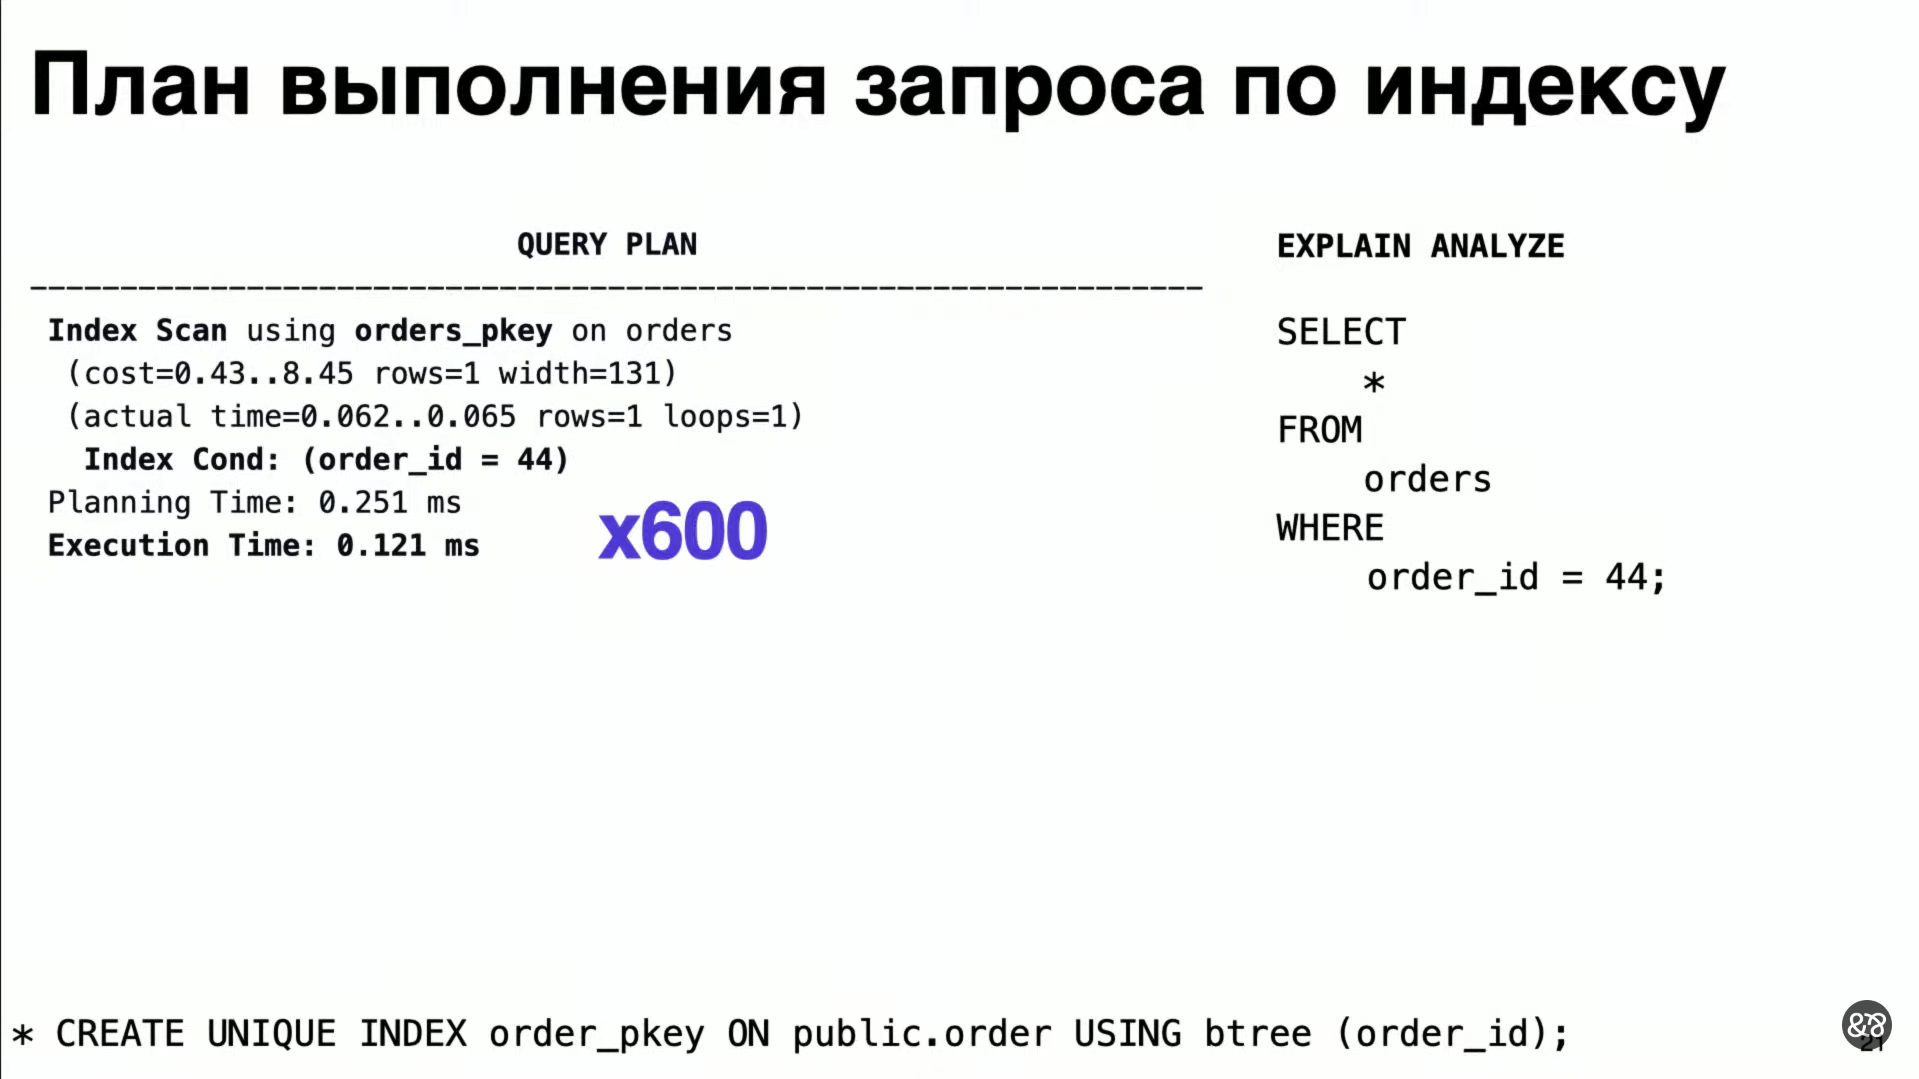 План выполнения запроса по индексу
QUERY PLAN
-----------------------------------------------------------------
Index Scan using orders_pkey on orders
(cost=0.43..8.45 rows=1 width=131)
(actual time=0.062..0.065 rows=1 loops=1)
Index Cond: (order_id = 44)
Planning Time: 0.251 ms
Execution Time: 0.121 ms
x600
EXPLAIN ANALYZE
SELECT
*
FROM
orders
WHERE
order_id = 44;
* CREATE UNIQUE INDEX order_pkey ON public.order USING btree (order_id);
21